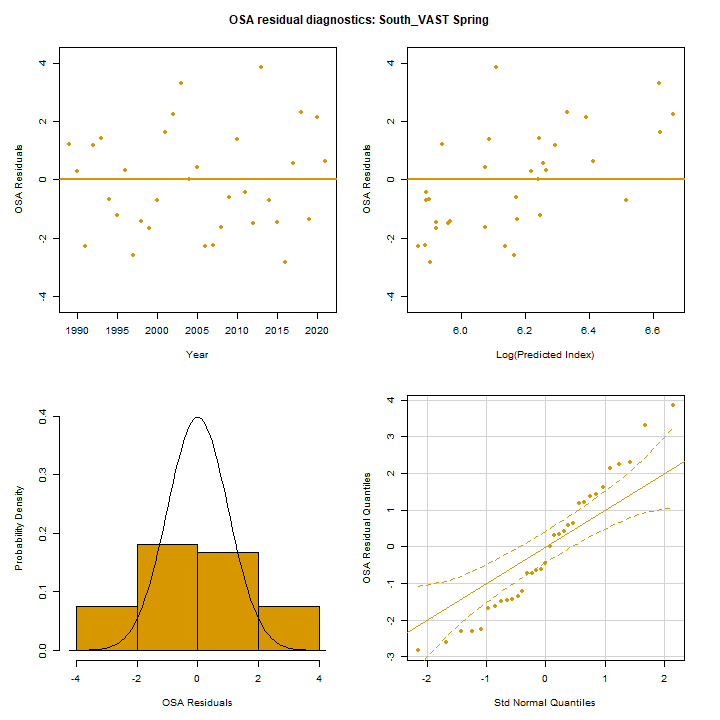 OSA residual diagnostics: South_VAST Spring
OSA Residuals
4
2
0
-2
-4
1990 1995 2000 2005 2010 2015 2020
Year
OSA Residuals
4
2
0
-2
-4
6.0 6.2 6.4 6.6
Log(Predicted Index)
Probability Density
0.4
0.3
0.2
0.1
0.0
-4 -2 0 2 4
OSA Residuals
OSA Residual Quantiles
4
3
2
1
0
-1
-2
-3
-2 -1 0 1 2
Std Normal Quantiles